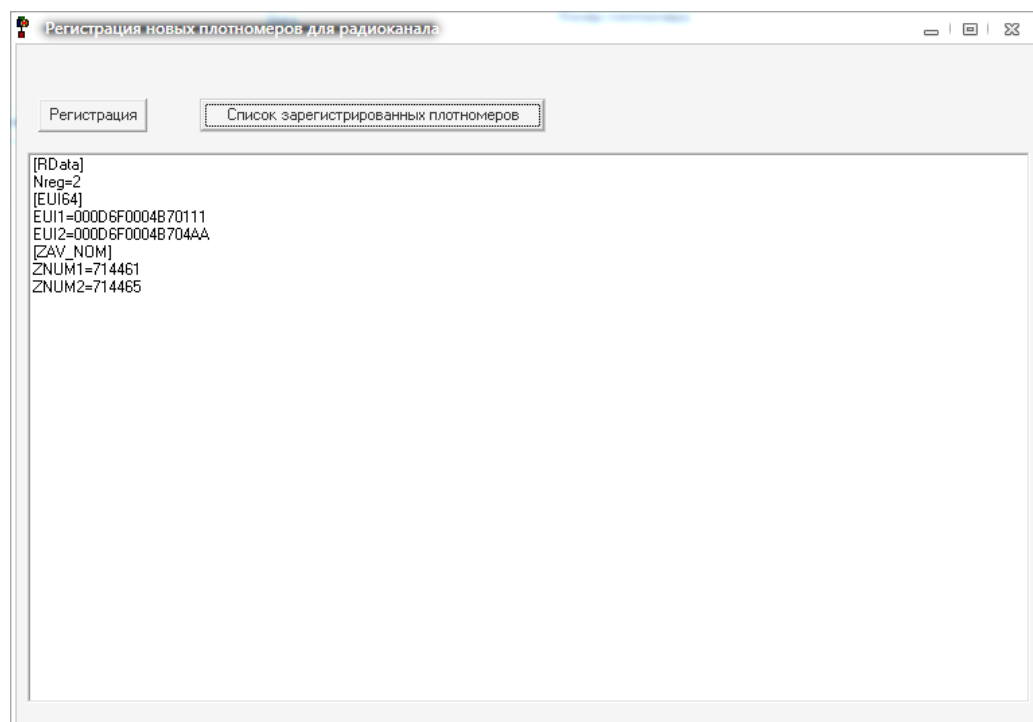 Регистрация новых плотномеров для радиоканала
Регистрация
Список зарегистрированных плотномеров
[RData]
Nreg=2
[EUI64]
EUI1=000D6F0004B70111
EUI2=000D6F0004B704AA
[ZAV_NOM]
ZNUM1=714461
ZNUM2=714465